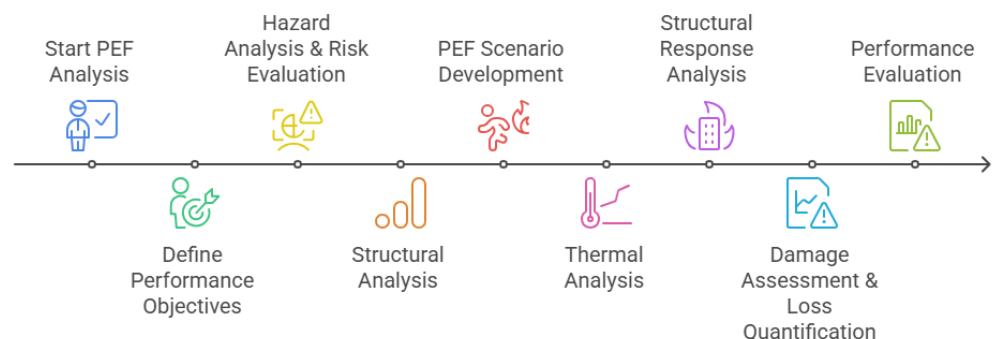 Start PEF
Analysis
Define
Performance
Objectives
Hazard
Analysis & Risk
Evaluation
Structural
Analysis
PEF Scenario
Development
Thermal
Analysis
Structural
Response
Analysis
Damage
Assessment &
Loss
Quantification
Performance
Evaluation